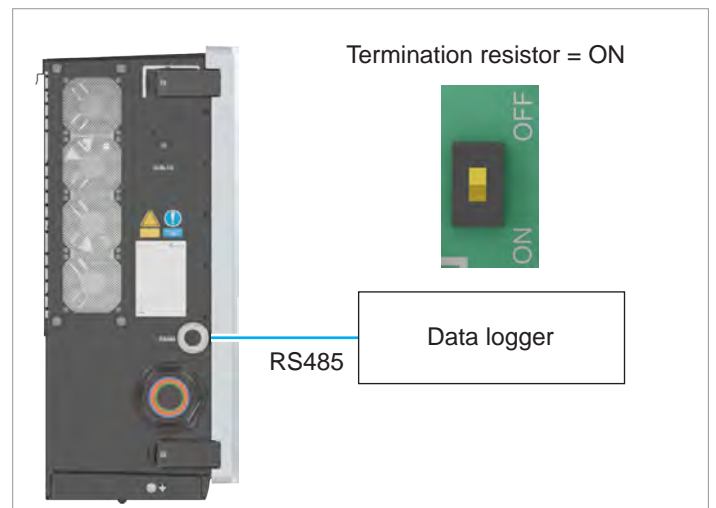 Termination resistor = ON
OFF
ON
RS485
Data logger